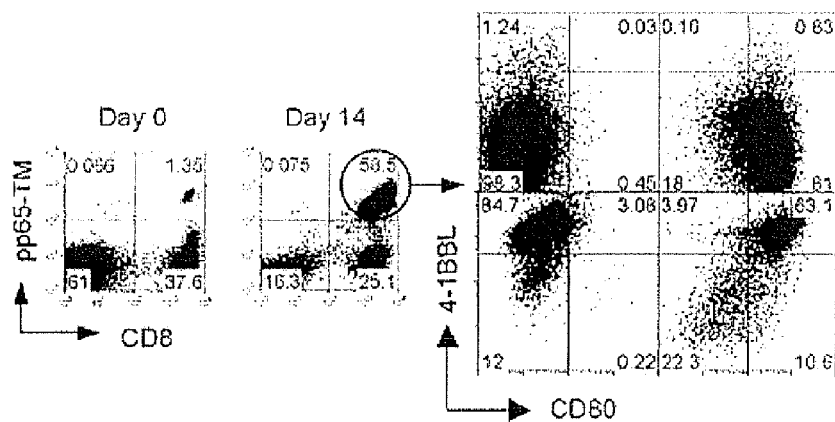 1.24 0.03 0.10 0.63
Day 0 Day 14
0.066 1.35 0.075 58.5
98.3 0.45 18 81
84.7 3.08 3.97 63.1
pp65-TM
61 37.6 16.3 25.1
4-1BBL
CD8
12 0.22 22.3 10.6
CD80